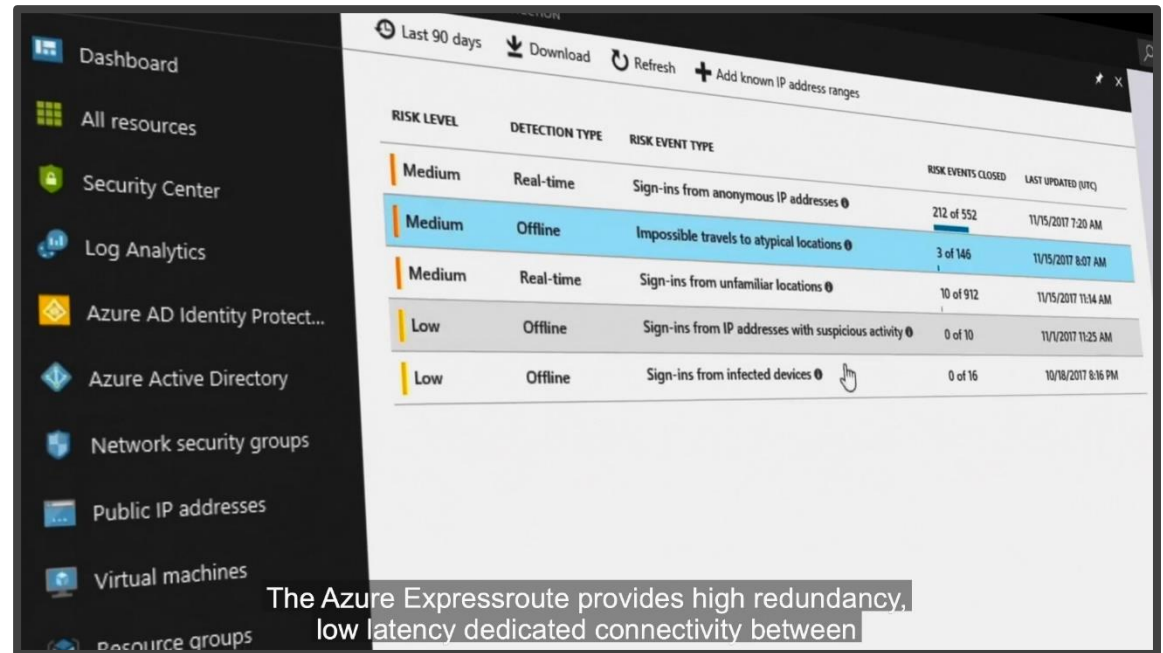 CTION
Last 90 days Download Refresh Add known IP address ranges
Dashboard
All resources
Security Center
Log Analytics
Azure AD Identity Protect...
Azure Active Directory
Network security groups
Public IP addresses
Virtual machines
Resource groups
RISK LEVEL DETECTION TYPE RISK EVENT TYPE RISK EVENTS CLOSED LAST UPDATED (UTC)
Medium Real-time Sign-ins from anonymous IP addresses 212 of 552 11/15/2017 7:20 AM
Medium Offline Impossible travels to atypical locations 3 of 146 11/15/2017 8:07 AM
Medium Real-time Sign-ins from unfamiliar locations 10 of 912 11/15/2017 11:14 AM
Low Offline Sign-ins from IP addresses with suspicious activity 0 of 10 11/1/2017 11:25 AM
Low Offline Sign-ins from infected devices 0 of 16 10/18/2017 8:16 PM
The Azure Expressroute provides high redundancy,
low latency dedicated connectivity between